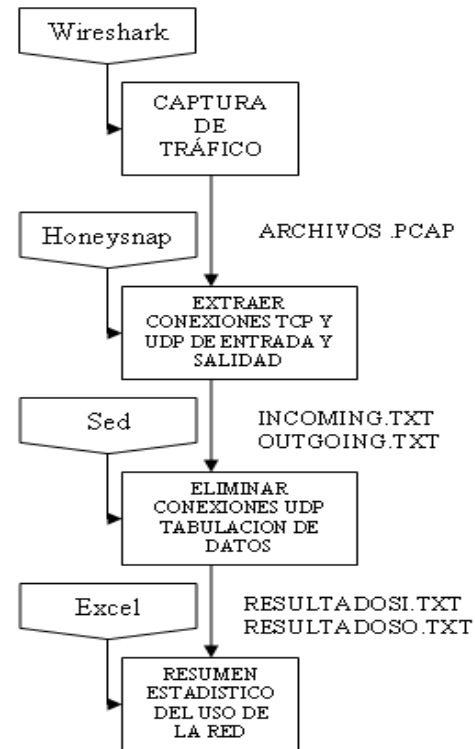 Wireshark
CAPTURA
DE
TRÁFICO
Honeysnap
ARCHIVOS .PCAP
EXTRAER
CONEXIONES TCP Y
UDP DE ENTRADA Y
SALIDAD
Sed
INCOMING.TXT
OUTGOING.TXT
ELIMINAR
CONEXIONES UDP
TABULACION DE
DATOS
Excel
RESULTADOSI.TXT
RESULTADOSO.TXT
RESUMEN
ESTADISTICO
DEL USO DE
LA RED